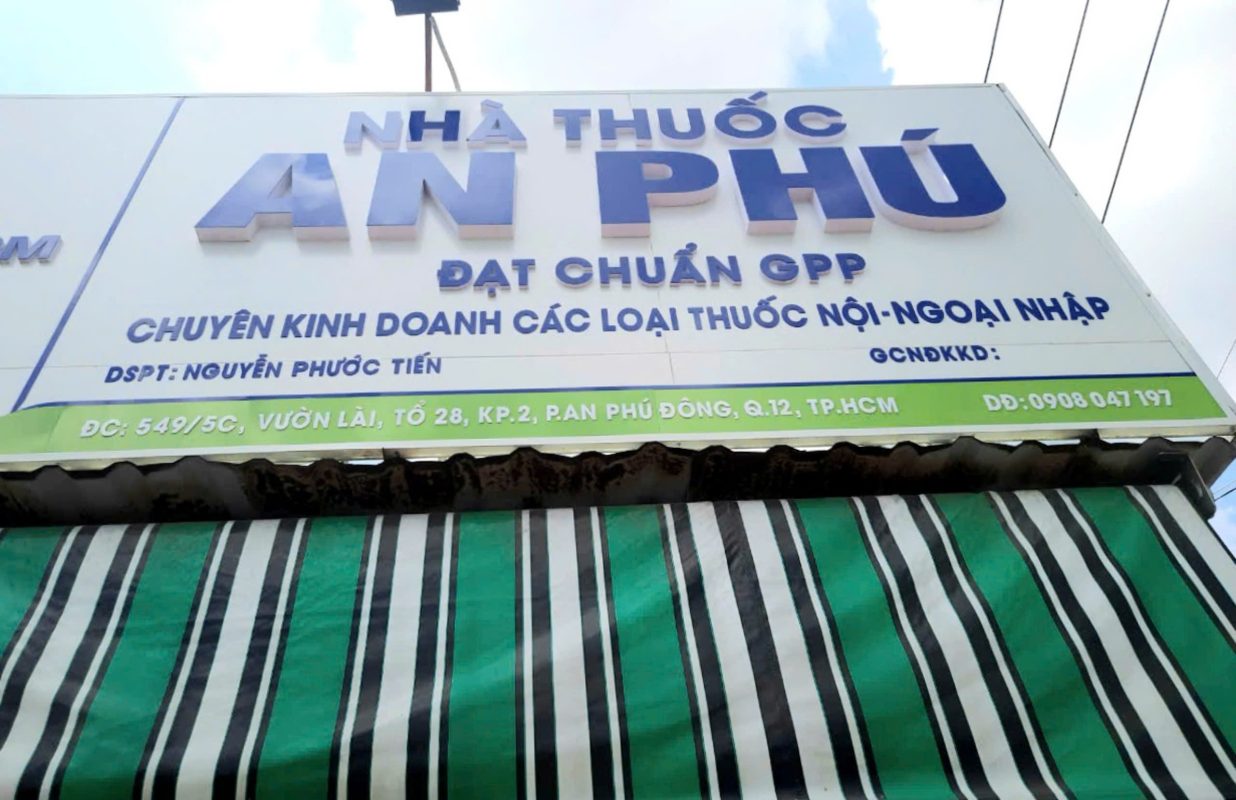 NHÀ THUỐC
AN PHÚ
ĐẠT CHUẨN GPP
CHUYÊN KINH DOANH CÁC LOẠI THUỐC NỘI-NGOẠI NHẬP
DSPT: NGUYỄN PHƯỚC TIẾN GCNĐKKD:
ĐC: 549/5C, VƯỜN LÀI, TỔ 28, KP.2, P.AN PHÚ ĐÔNG, Q.12, TP.HCM DĐ: 0908 047 197